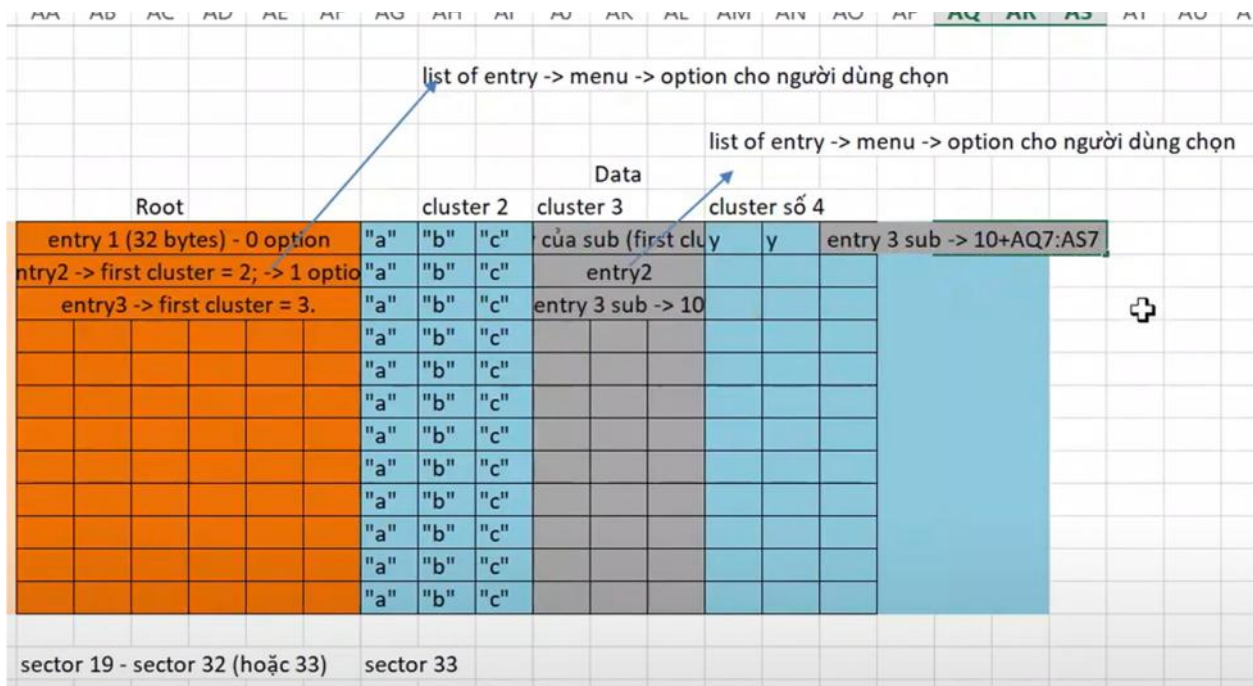 AA AB AC AD AE AF AG AH AI AJ AK AL AM AN AO AP AQ AR AS AT AU
list of entry -> menu -> option cho người dùng chọn
list of entry -> menu -> option cho người dùng chọn
Data
Root cluster 2 cluster 3 cluster số 4
entry 1 (32 bytes) - 0 option "a" "b" "c" của sub (first clu y y entry 3 sub -> 10+AQ7:AS7
ntry2 -> first cluster = 2; -> 1 optio "a" "b" "c" entry2
entry3 -> first cluster = 3. "a" "b" "c" entry 3 sub -> 10
"a" "b" "c"
"a" "b" "c"
"a" "b" "c"
"a" "b" "c"
"a" "b" "c"
"a" "b" "c"
"a" "b" "c"
"a" "b" "c"
"a" "b" "c"
sector 19 - sector 32 (hoặc 33) sector 33